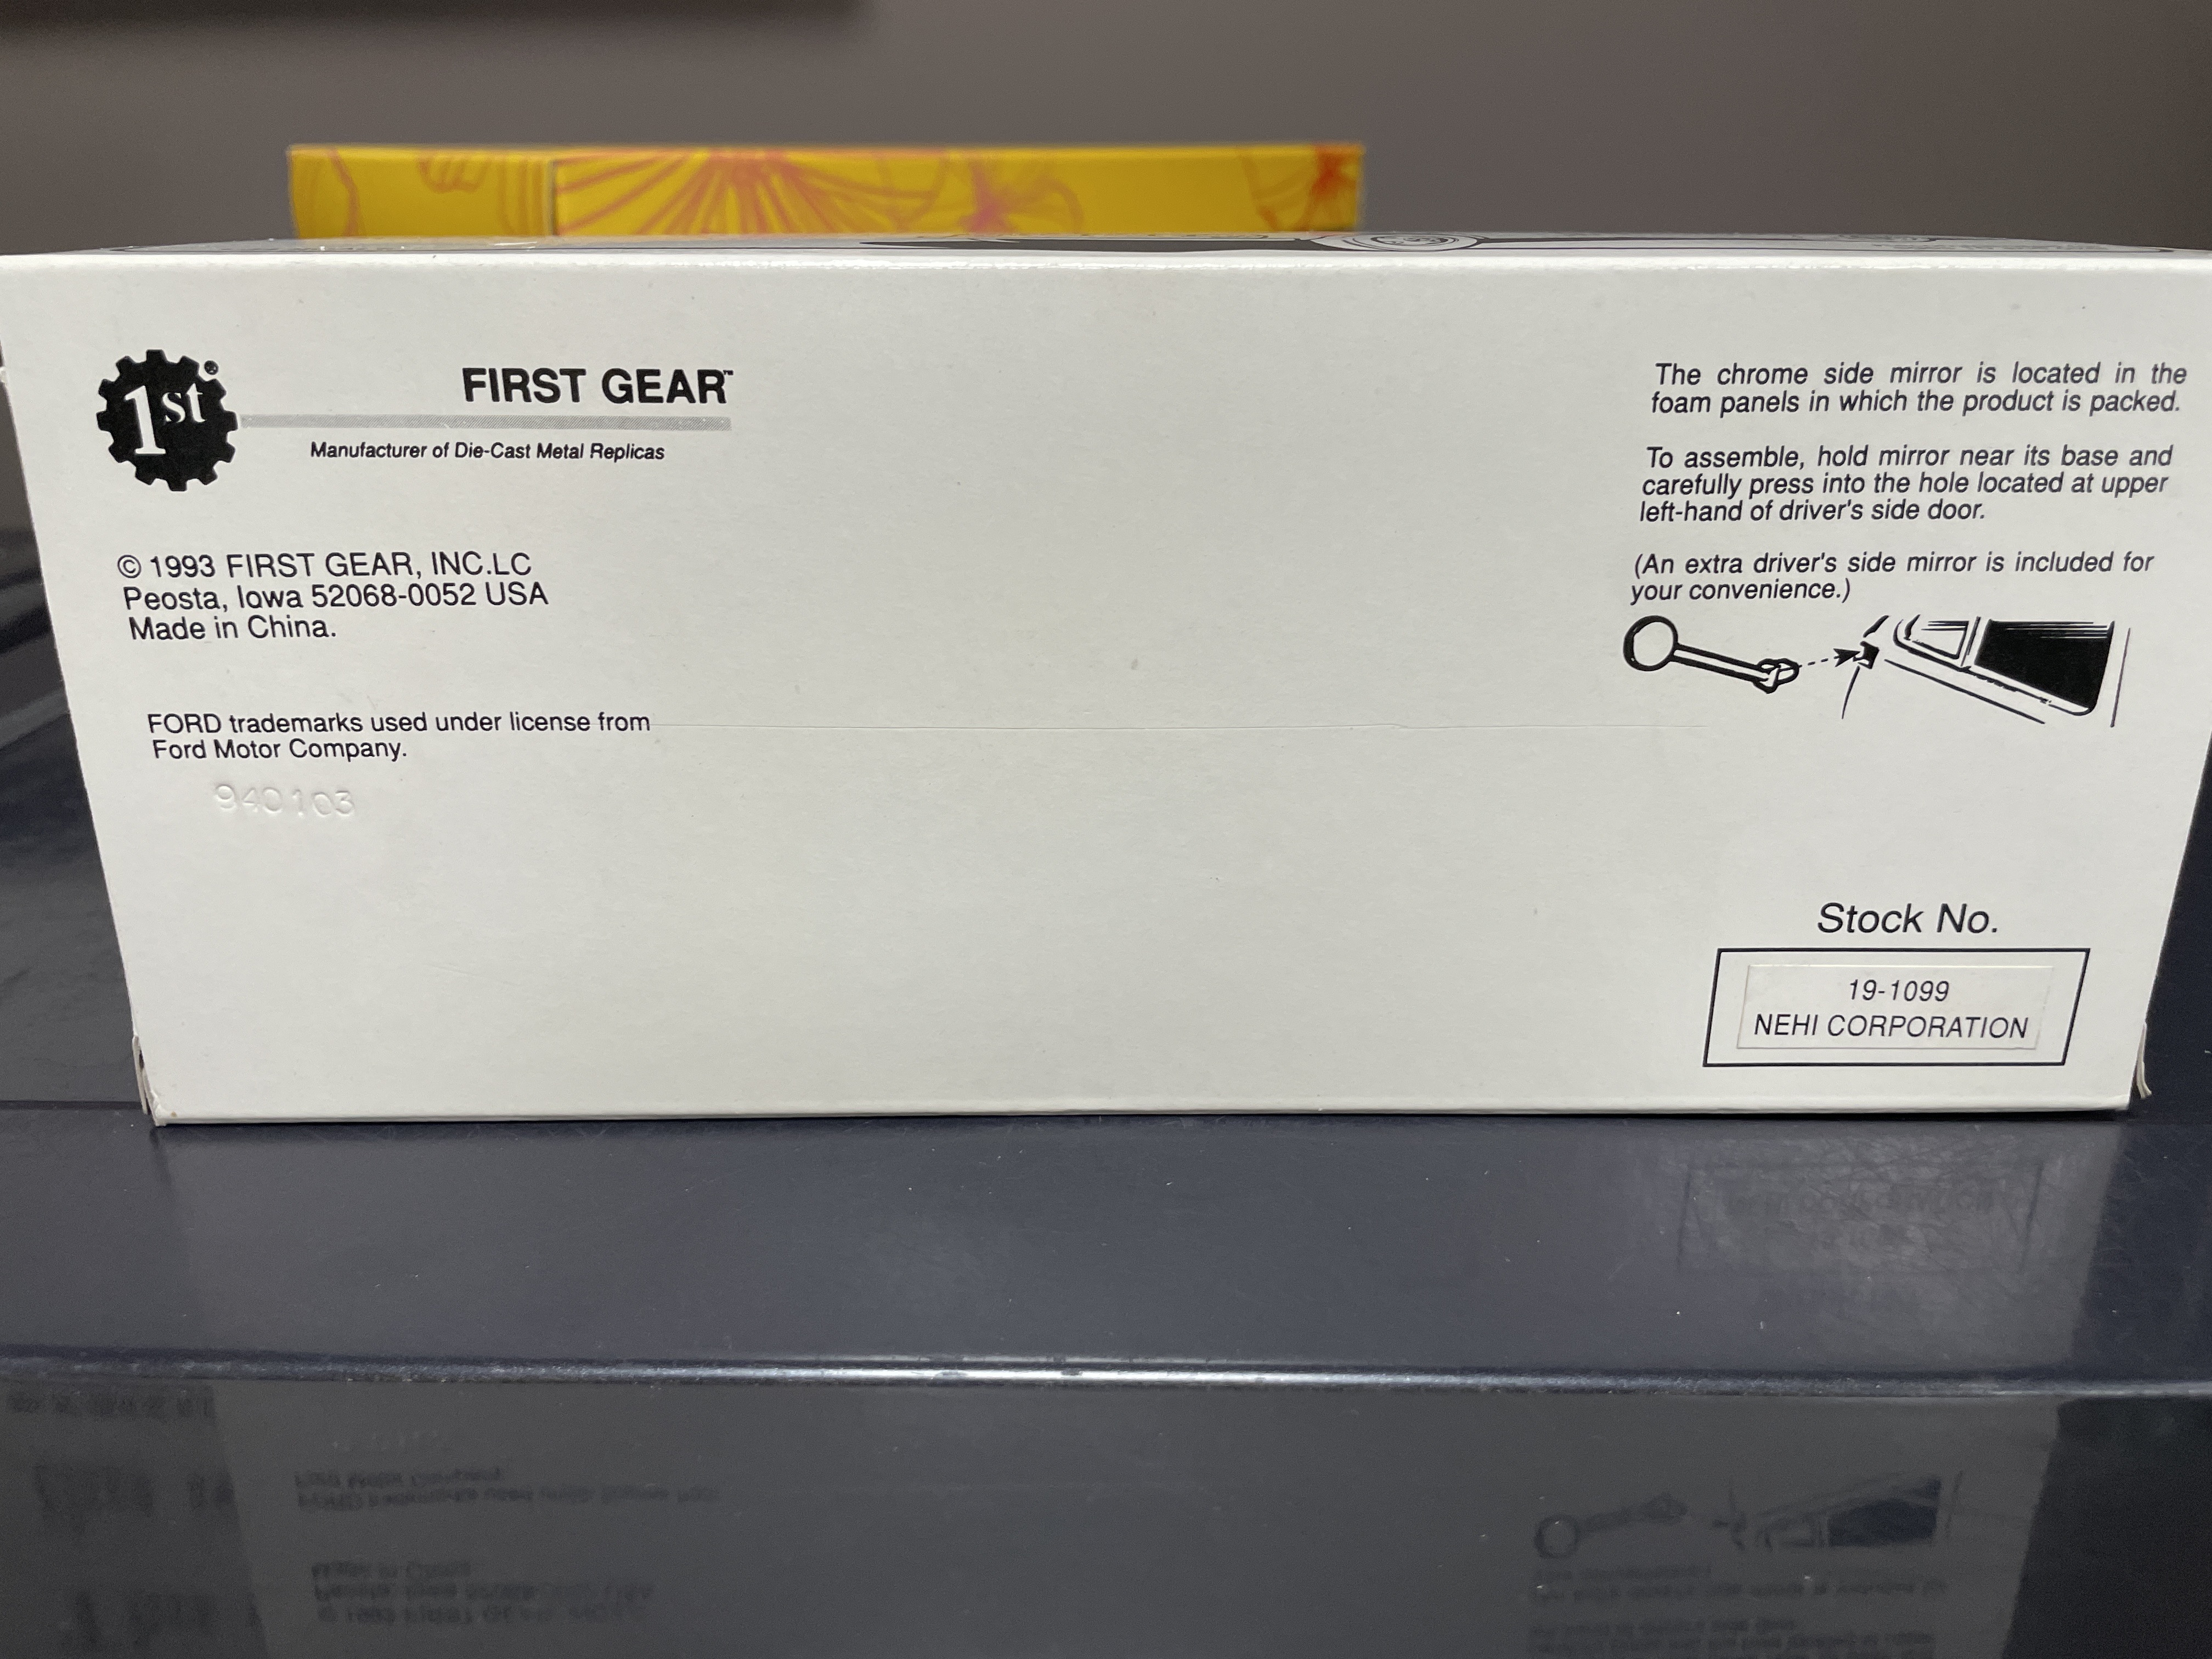 1st
FIRST GEAR™
Manufacturer of Die-Cast Metal Replicas
© 1993 FIRST GEAR, INC.LC
Peosta, Iowa 52068-0052 USA
Made in China.
FORD trademarks used under license from
Ford Motor Company.
940103
The chrome side mirror is located in the
foam panels in which the product is packed.
To assemble, hold mirror near its base and
carefully press into the hole located at upper
left-hand of driver's side door.
(An extra driver's side mirror is included for
your convenience.)
Stock No.
19-1099
NEHI CORPORATION